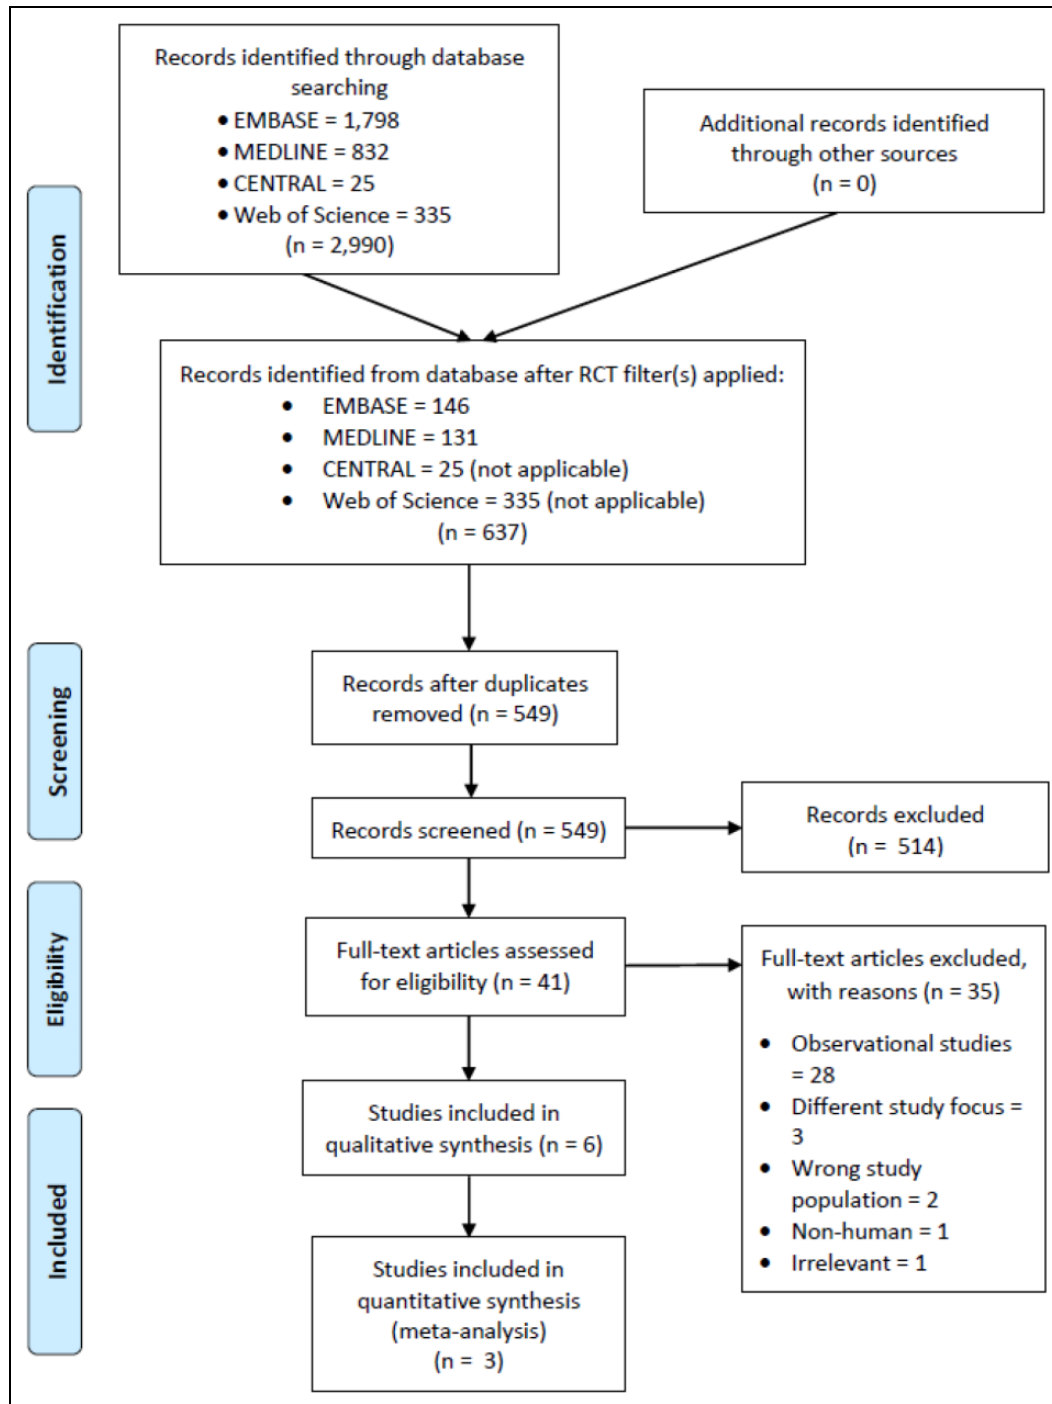 Records identified through database
searching
• EMBASE = 1,798
• MEDLINE = 832
• CENTRAL = 25
• Web of Science = 335
(n = 2,990)
Additional records identified
through other sources
(n = 0)
Identification
Records identified from database after RCT filter(s) applied:
• EMBASE = 146
• MEDLINE = 131
• CENTRAL = 25 (not applicable)
• Web of Science = 335 (not applicable)
(n = 637)
Screening
Records after duplicates
removed (n = 549)
Records screened (n = 549)
Records excluded
(n = 514)
Eligibility
Full-text articles assessed
for eligibility (n = 41)
Full-text articles excluded,
with reasons (n = 35)
• Observational studies
= 28
• Different study focus =
3
• Wrong study
population = 2
• Non-human = 1
• Irrelevant = 1
Included
Studies included in
qualitative synthesis (n = 6)
Studies included in
quantitative synthesis
(meta-analysis)
(n = 3)